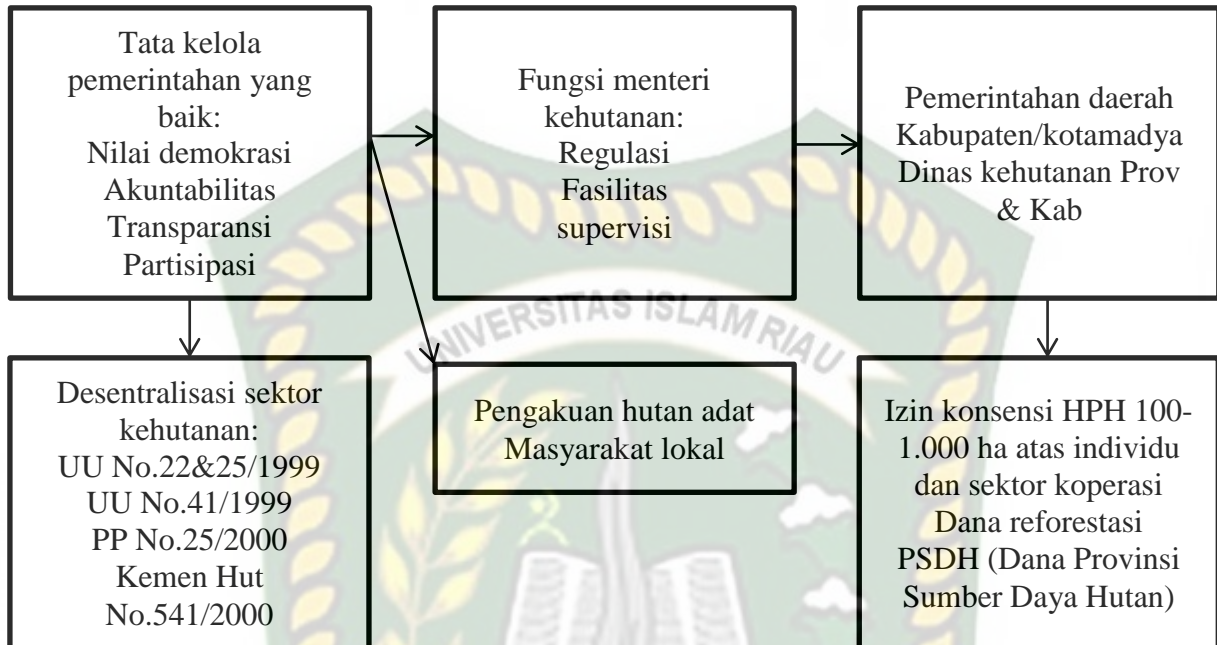 Tata kelola
pemerintahan yang
baik:
Nilai demokrasi
Akuntabilitas
Transparansi
Partisipasi
Fungsi menteri
kehutanan:
Regulasi
Fasilitas
supervisi
Pemerintahan daerah
Kabupaten/kotamadya
Dinas kehutanan Prov
& Kab
UNIVERSITAS ISLAM RIAU
Desentralisasi sektor
kehutanan:
UU No.22&25/1999
UU No.41/1999
PP No.25/2000
Kemen Hut
No.541/2000
Pengakuan hutan adat
Masyarakat lokal
Izin konsensi HPH 100-
1.000 ha atas individu
dan sektor koperasi
Dana reforestasi
PSDH (Dana Provinsi
Sumber Daya Hutan)